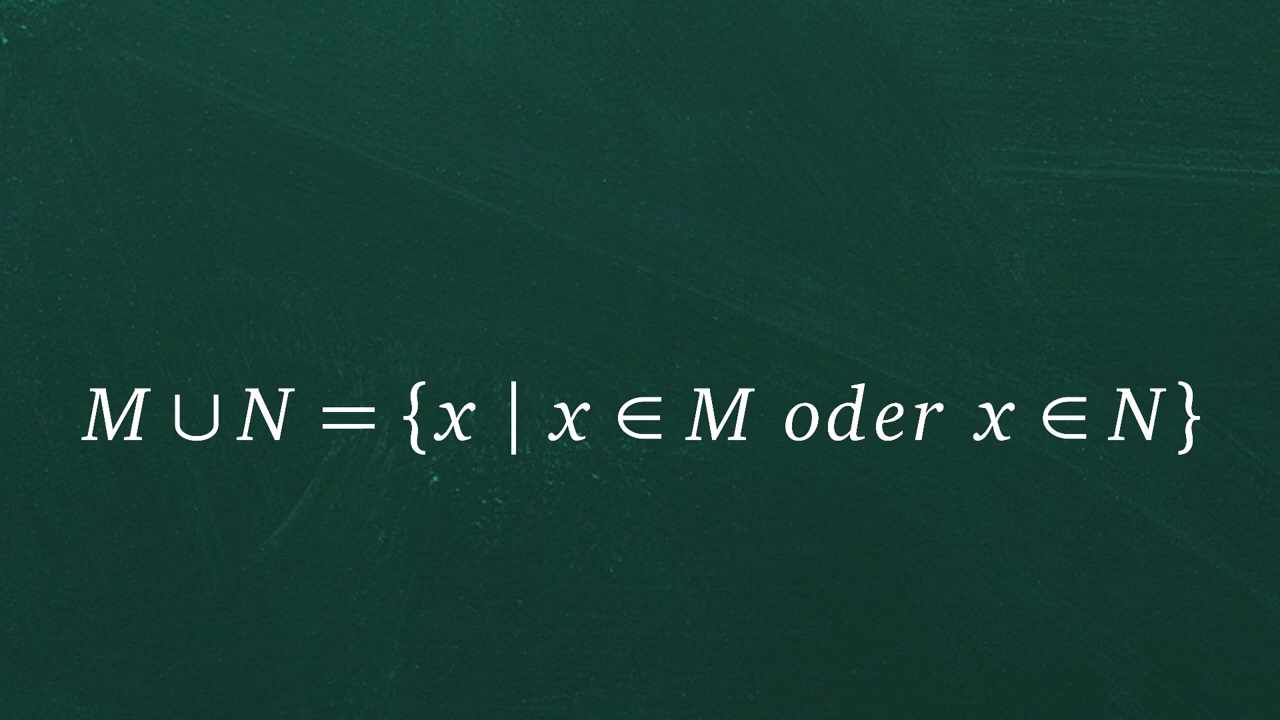 M ∪ N = {x | x ∈ M oder x ∈ N}